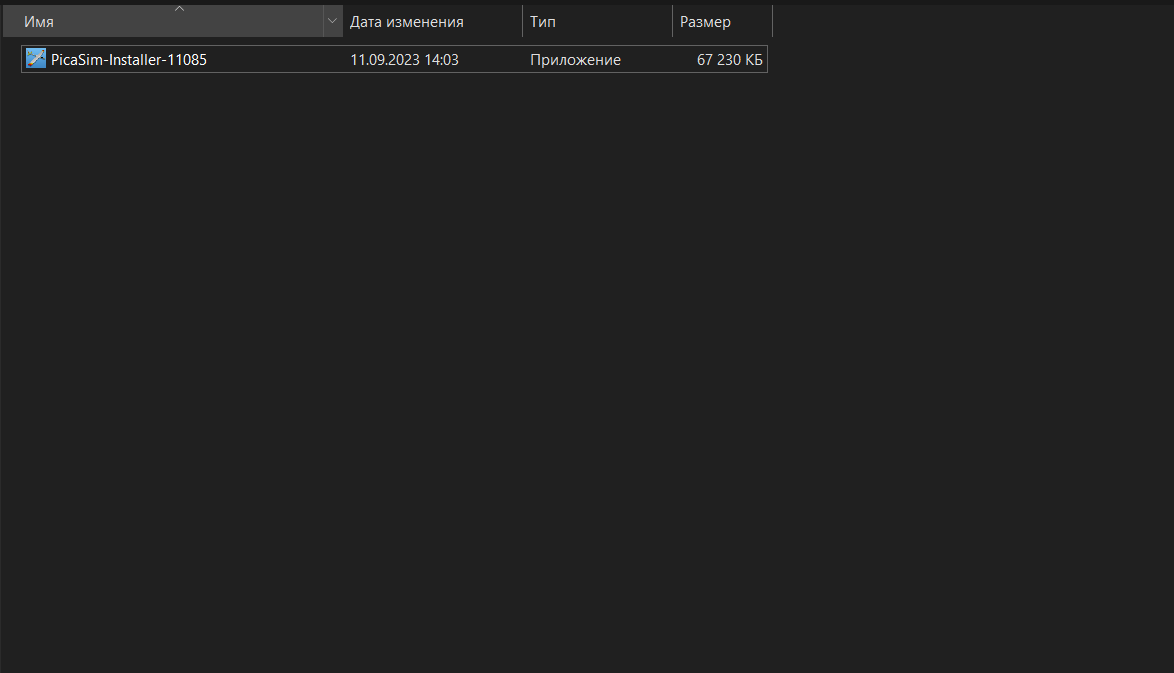 Имя Дата изменения Тип Размер
PicaSim-Installer-11085 11.09.2023 14:03 Приложение 67 230 КБ